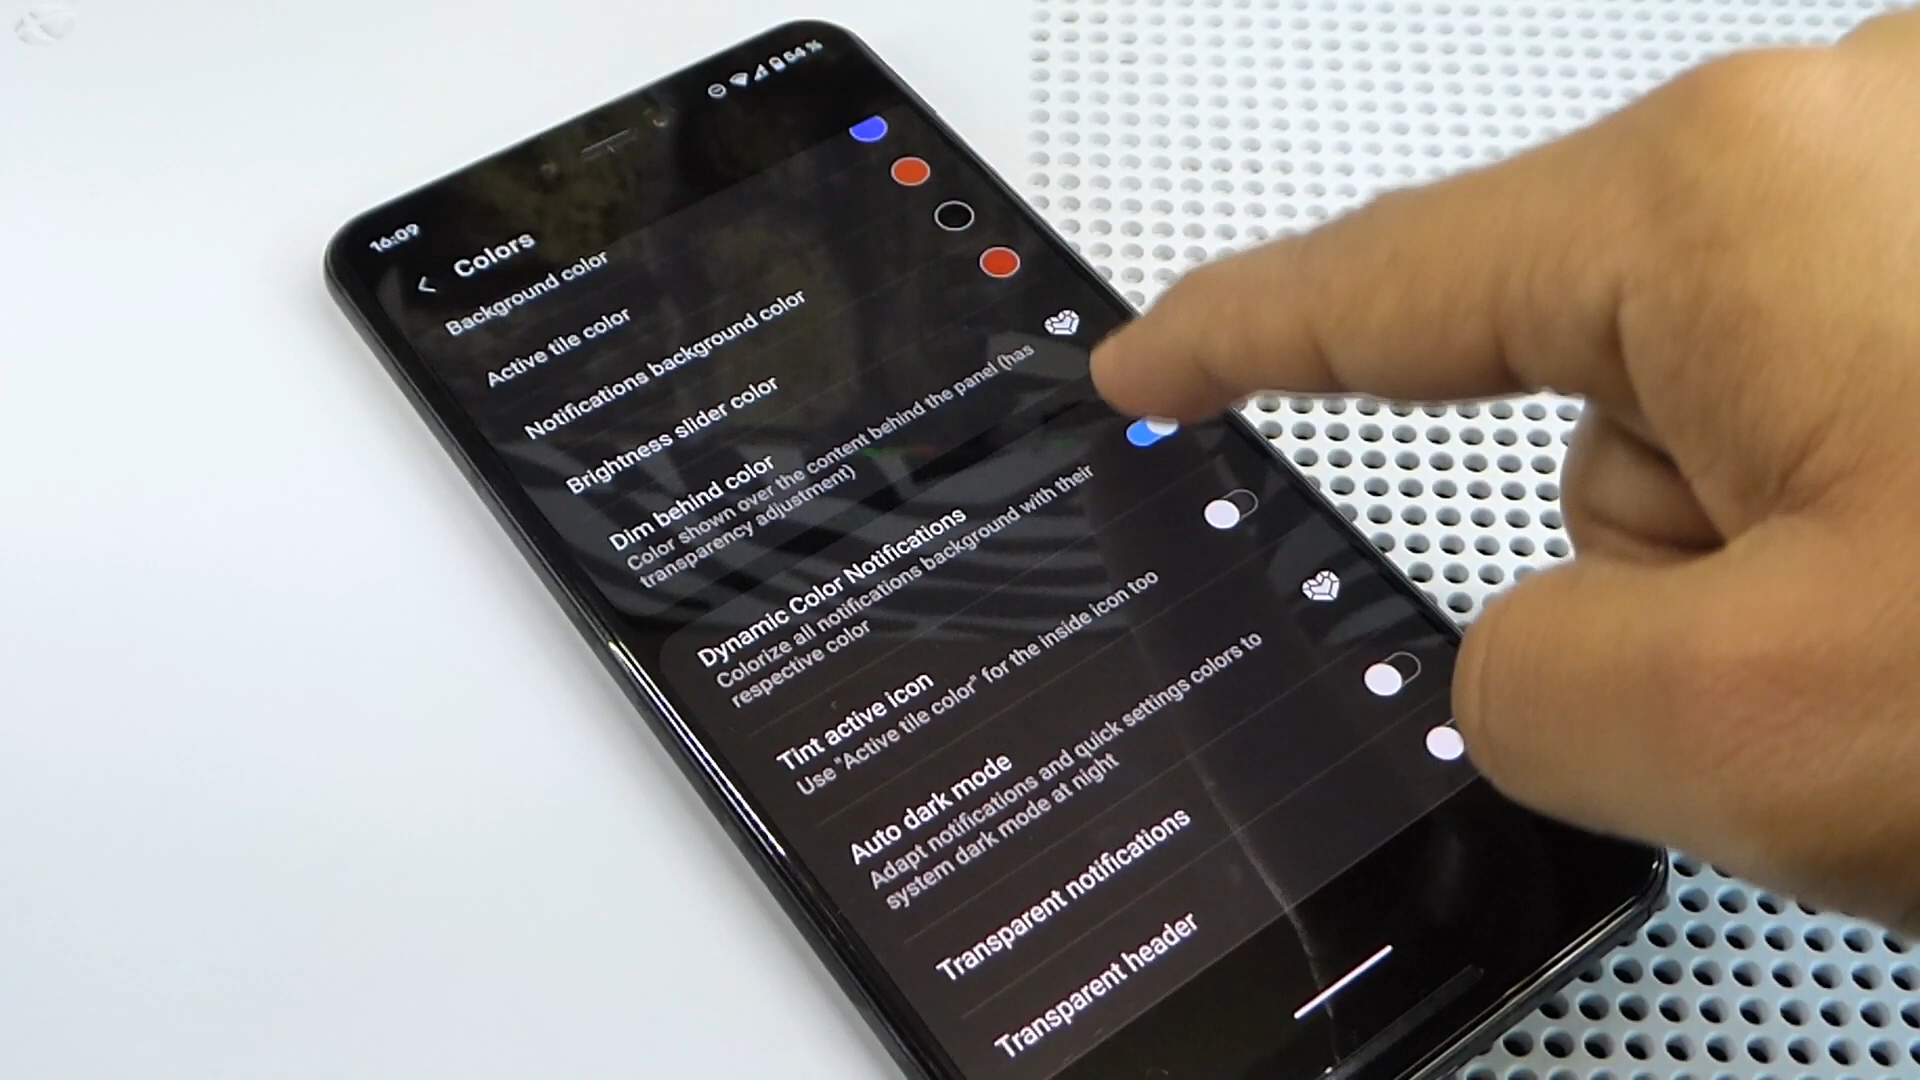 16:09
54 %
Colors
Background color
Active tile color
Notifications background color
Brightness slider color
Dim behind color
Color shown over the content behind the panel (has
transparency adjustment)
Dynamic Color Notifications
Colorize all notifications background with their
respective color
Tint active icon
Use "Active tile color" for the inside icon too
Auto dark mode
Adapt notifications and quick settings colors to
system dark mode at night
Transparent notifications
Transparent header